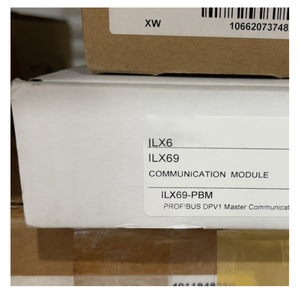 XW
10662073748
ILX6
ILX69
COMMUNICATION MODULE
ILX69-PBM
PROFIBUS DPV1 Master Communicat